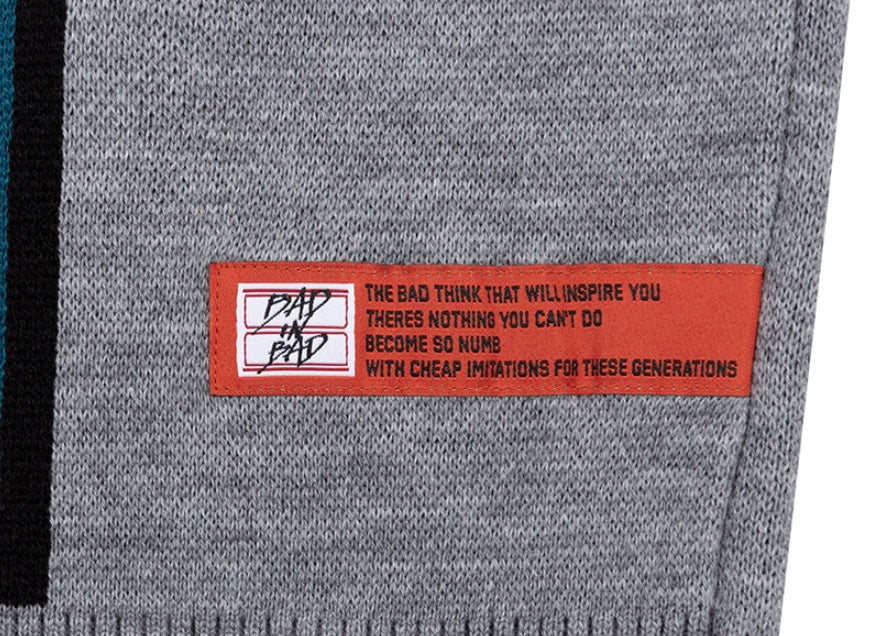 BAD
IN
BAD
THE BAD THINK THAT WILLINSPIRE YOU
THERES NOTHING YOU CAN'T DO
BECOME SO NUMB
WITH CHEAP IMITATIONS FOR THESE GENERATIONS